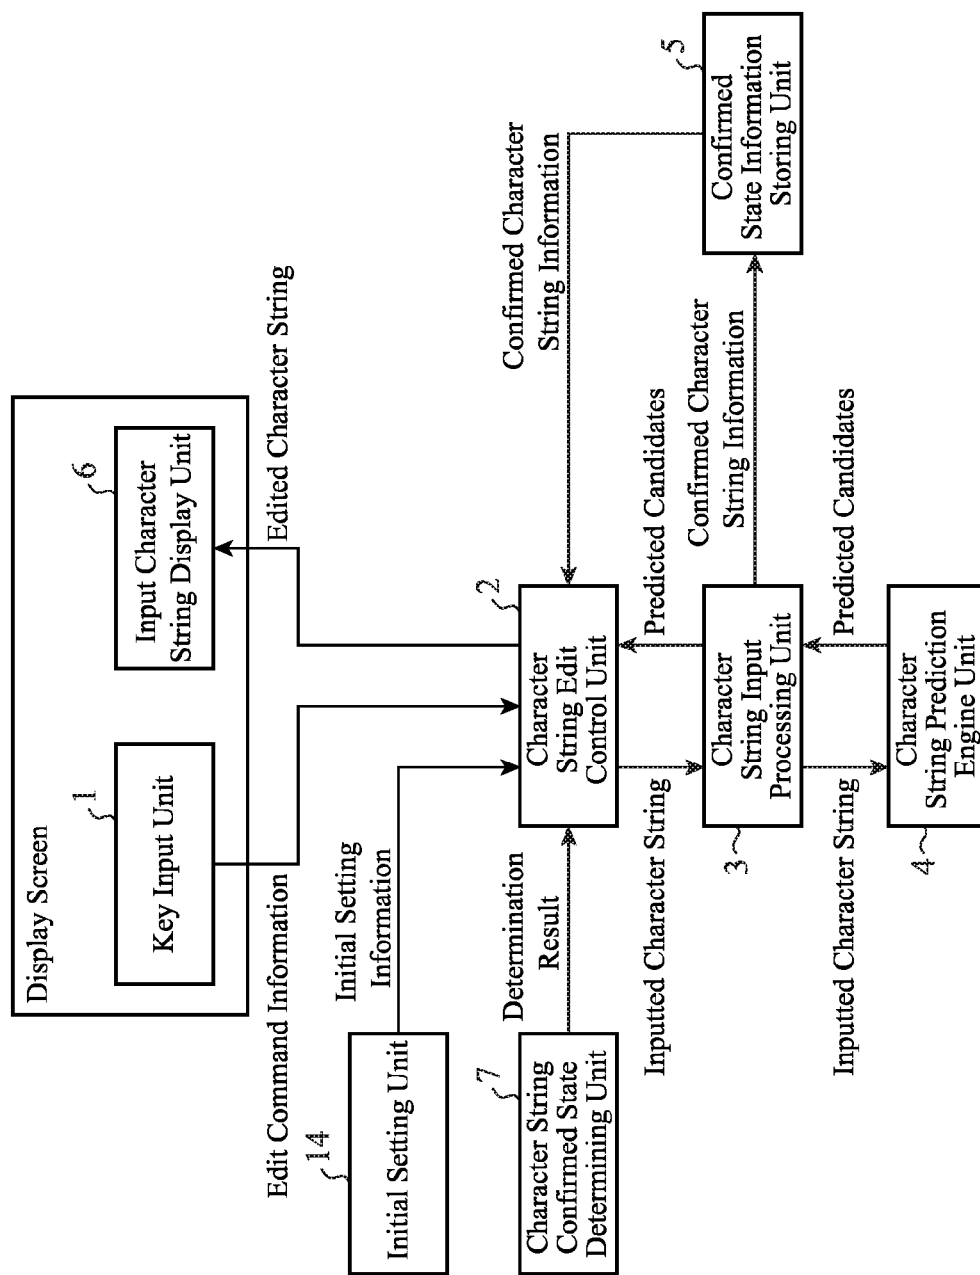 Display Screen
1
Key Input Unit
6
Input Character
String Display Unit
Edit Command Information
Edited Character String
14
Initial Setting Unit
Initial Setting
Information
7
Character String
Confirmed State
Determining Unit
Determination
Result
2
Character
String Edit
Control Unit
Confirmed Character
String Information
Inputted Character String
Predicted Candidates
3
Character
String Input
Processing Unit
Confirmed Character
String Information
5
Confirmed
State Information
Storing Unit
Inputted Character String
Predicted Candidates
4
Character
String Prediction
Engine Unit